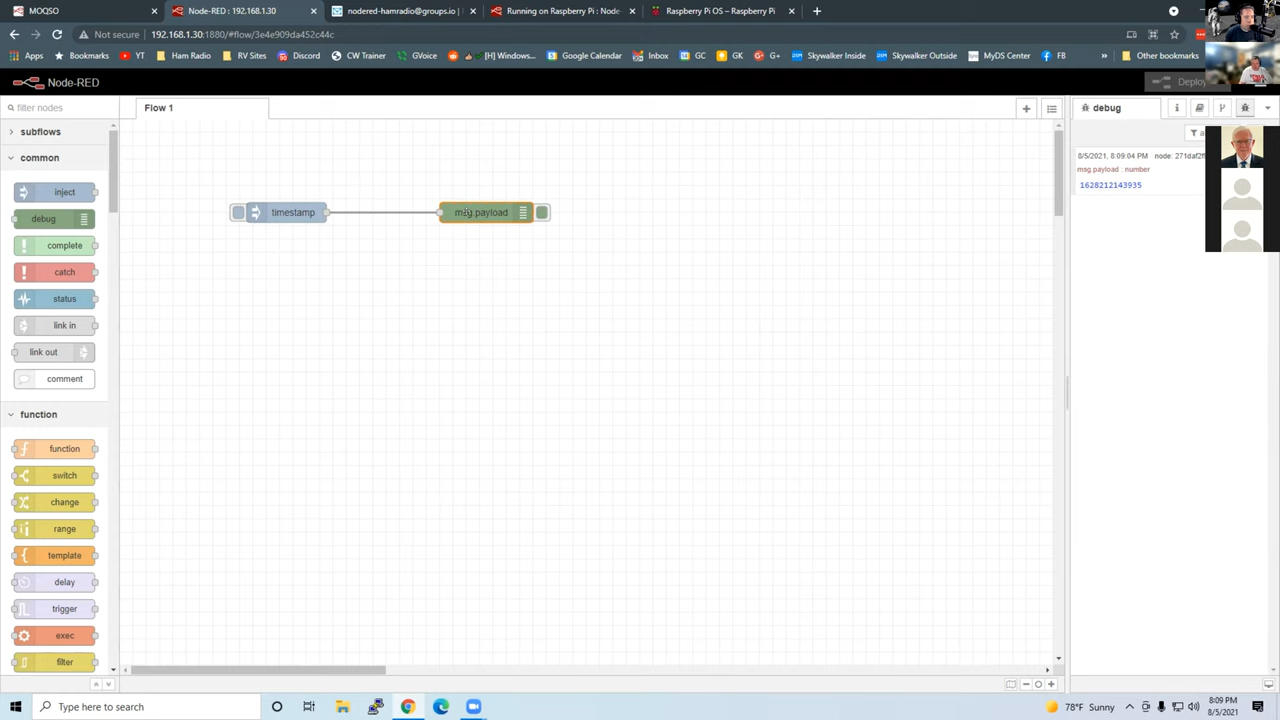 MOQSO
Node-RED: 192.168.1.30
nodered-hamradio@groups.io |
Running on Raspberry Pi : Node-
Raspberry Pi OS – Raspberry Pi
Not secure 192.168.1.30:1880/#flow/3e4e909da452c44c
Apps Bookmarks YT Ham Radio RV Sites Discord CW Trainer GVoice [H] Windows... Google Calendar Inbox GC GK G+ Skywalker Inside Skywalker Outside MyDS Center FB Other bookmarks
Node-RED
Deploy
filter nodes
Flow 1
debug
subflows
common
inject
debug
complete
catch
status
link in
link out
comment
function
function
switch
change
range
template
delay
trigger
exec
filter
timestamp
msg.payload
8/5/2021, 8:09:04 PM node: 271daf2f
msg.payload : number
1628212143935
Type here to search
78°F Sunny
8:09 PM
8/5/2021